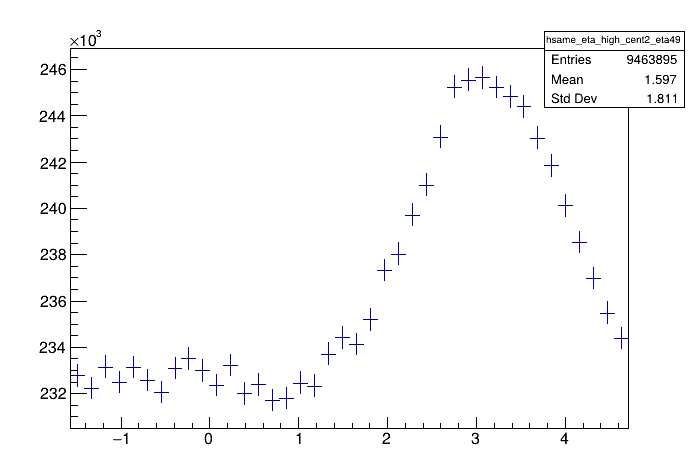 ×10³
hsame_eta_high_cent2_eta49
Entries 9463895
Mean 1.597
Std Dev 1.811
246
244
242
240
238
236
234
232
−1 0 1 2 3 4